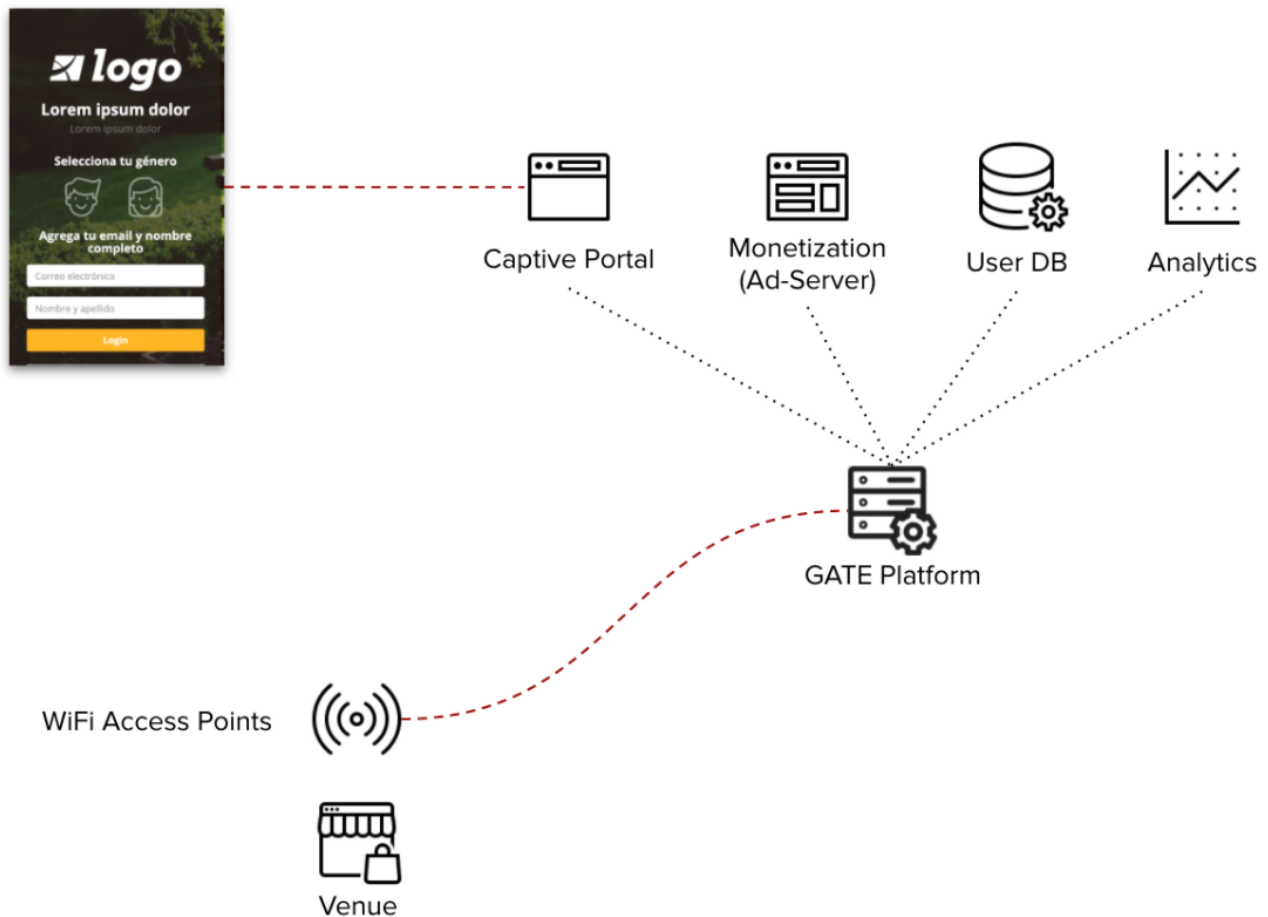 logo
Lorem ipsum dolor
Lorem ipsum dolor
Selecciona tu género
Agrega tu email y nombre
completo
Correo electrónico
Nombre y apellido
Login
Captive Portal
Monetization
(Ad-Server)
User DB
Analytics
GATE Platform
WiFi Access Points
Venue